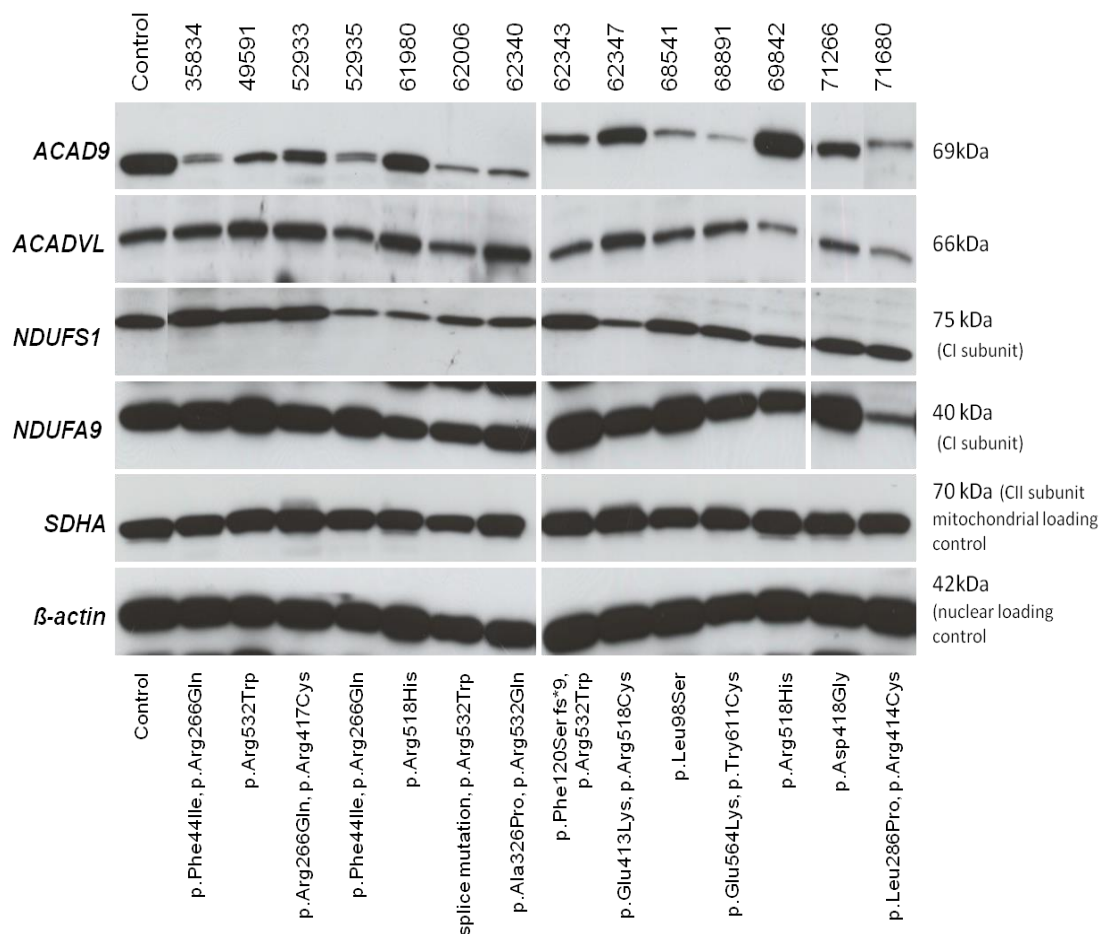 Control
35834
49591
52933
52935
61980
62006
62340
62343
62347
68541
68891
69842
71266
71680
ACAD9
69kDa
ACADVL
66kDa
NDUFS1
75 kDa
(CI subunit)
NDUFA9
40 kDa
(CI subunit)
SDHA
70 kDa (CII subunit
mitochondrial loading
control
ß-actin
42kDa
(nuclear loading
control
Control
p.Phe44Ile, p.Arg266Gln
p.Arg532Trp
p.Arg266Gln, p.Arg417Cys
p.Phe44Ile, p.Arg266Gln
p.Arg518His
splice mutation, p.Arg532Trp
p.Ala326Pro, p.Arg532Gln
p.Phe120Serfs*9,
p.Arg532Trp
p.Glu413Lys, p.Arg518Cys
p.Leu98Ser
p.Glu564Lys, p.Try611Cys
p.Arg518His
p.Asp418Gly
p.Leu286Pro, p.Arg414Cys